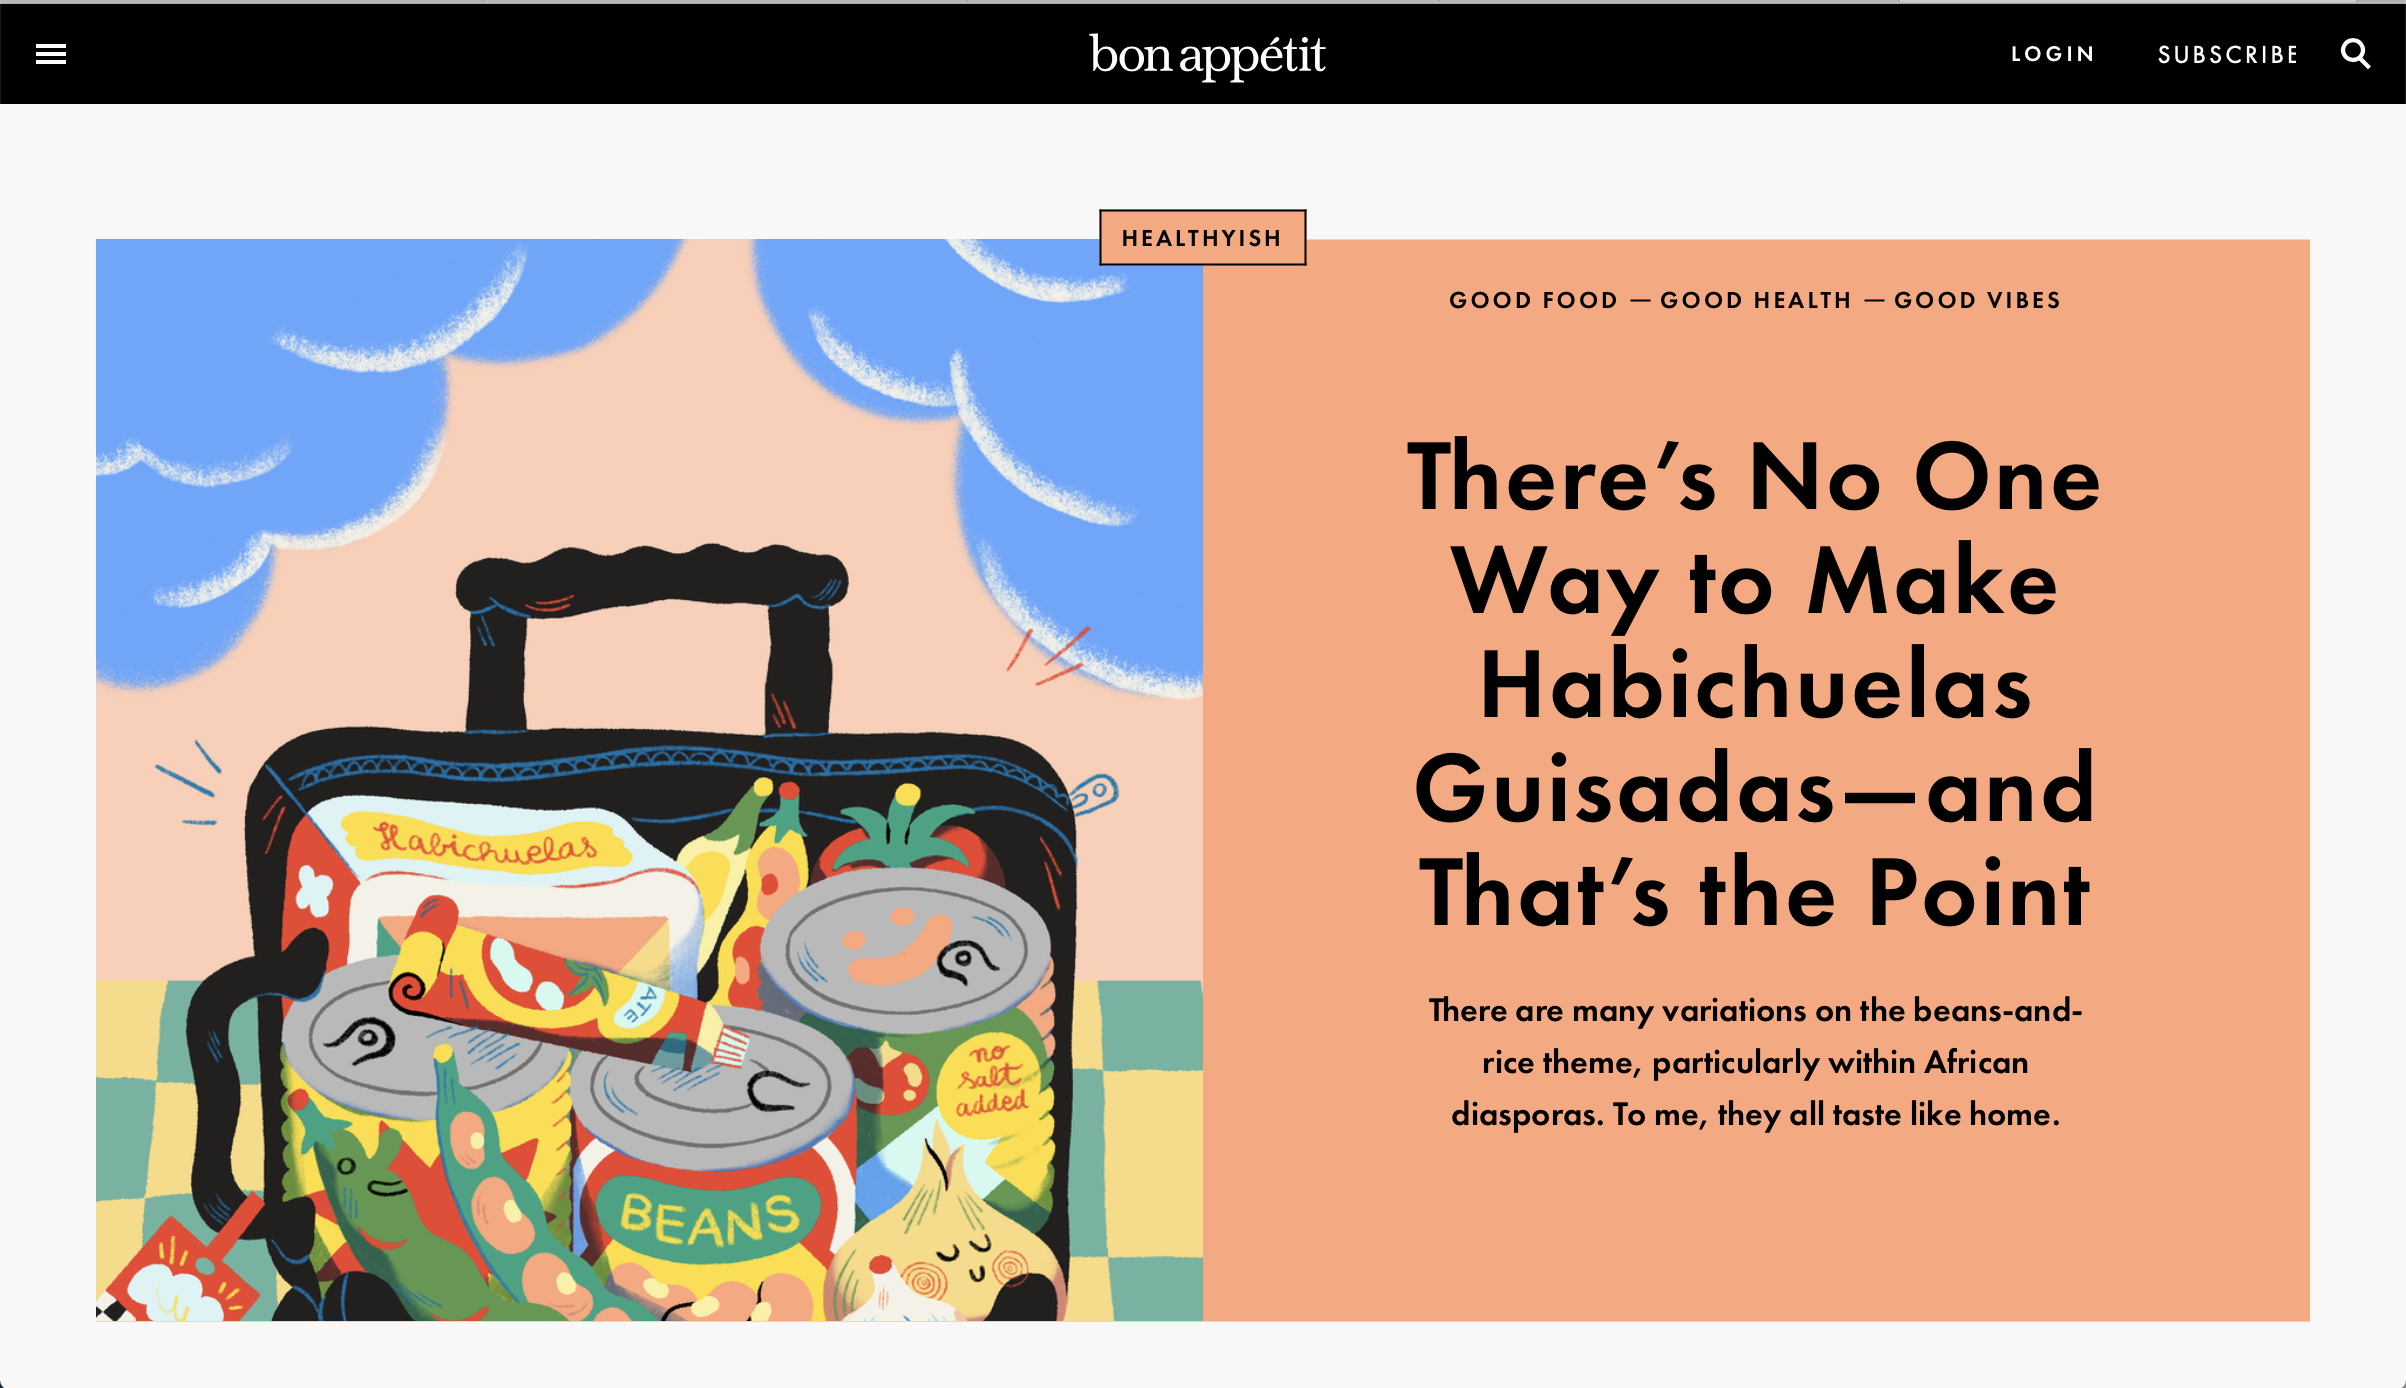 bon appétit
LOGIN
SUBSCRIBE
HEALTHYISH
GOOD FOOD — GOOD HEALTH — GOOD VIBES
There’s No One
Way to Make
Habichuelas
Guisadas—and
That’s the Point
There are many variations on the beans-and-
rice theme, particularly within African
diasporas. To me, they all taste like home.
Habichuelas
ATE
no
salt
added
BEANS